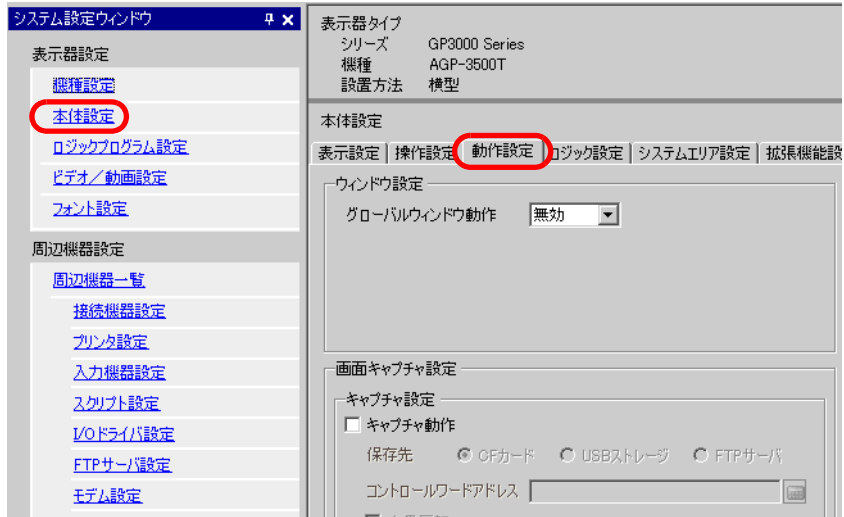 システム設定ウィンドウ
表示器設定
機種設定
本体設定
ロジックプログラム設定
ビデオ／動画設定
フォント設定
周辺機器設定
周辺機器一覧
接続機器設定
プリンタ設定
入力機器設定
スクリプト設定
I/Oドライバ設定
FTPサーバ設定
モデム設定
表示器タイプ
シリーズ GP3000 Series
機種 AGP-3500T
設置方法 横型
本体設定
表示設定 操作設定 動作設定 ロジック設定 システムエリア設定 拡張機能設
ウィンドウ設定
グローバルウィンドウ動作 無効
画面キャプチャ設定
キャプチャ設定
キャプチャ動作
保存先 CFカード USBストレージ FTPサーバ
コントロールワードアドレス